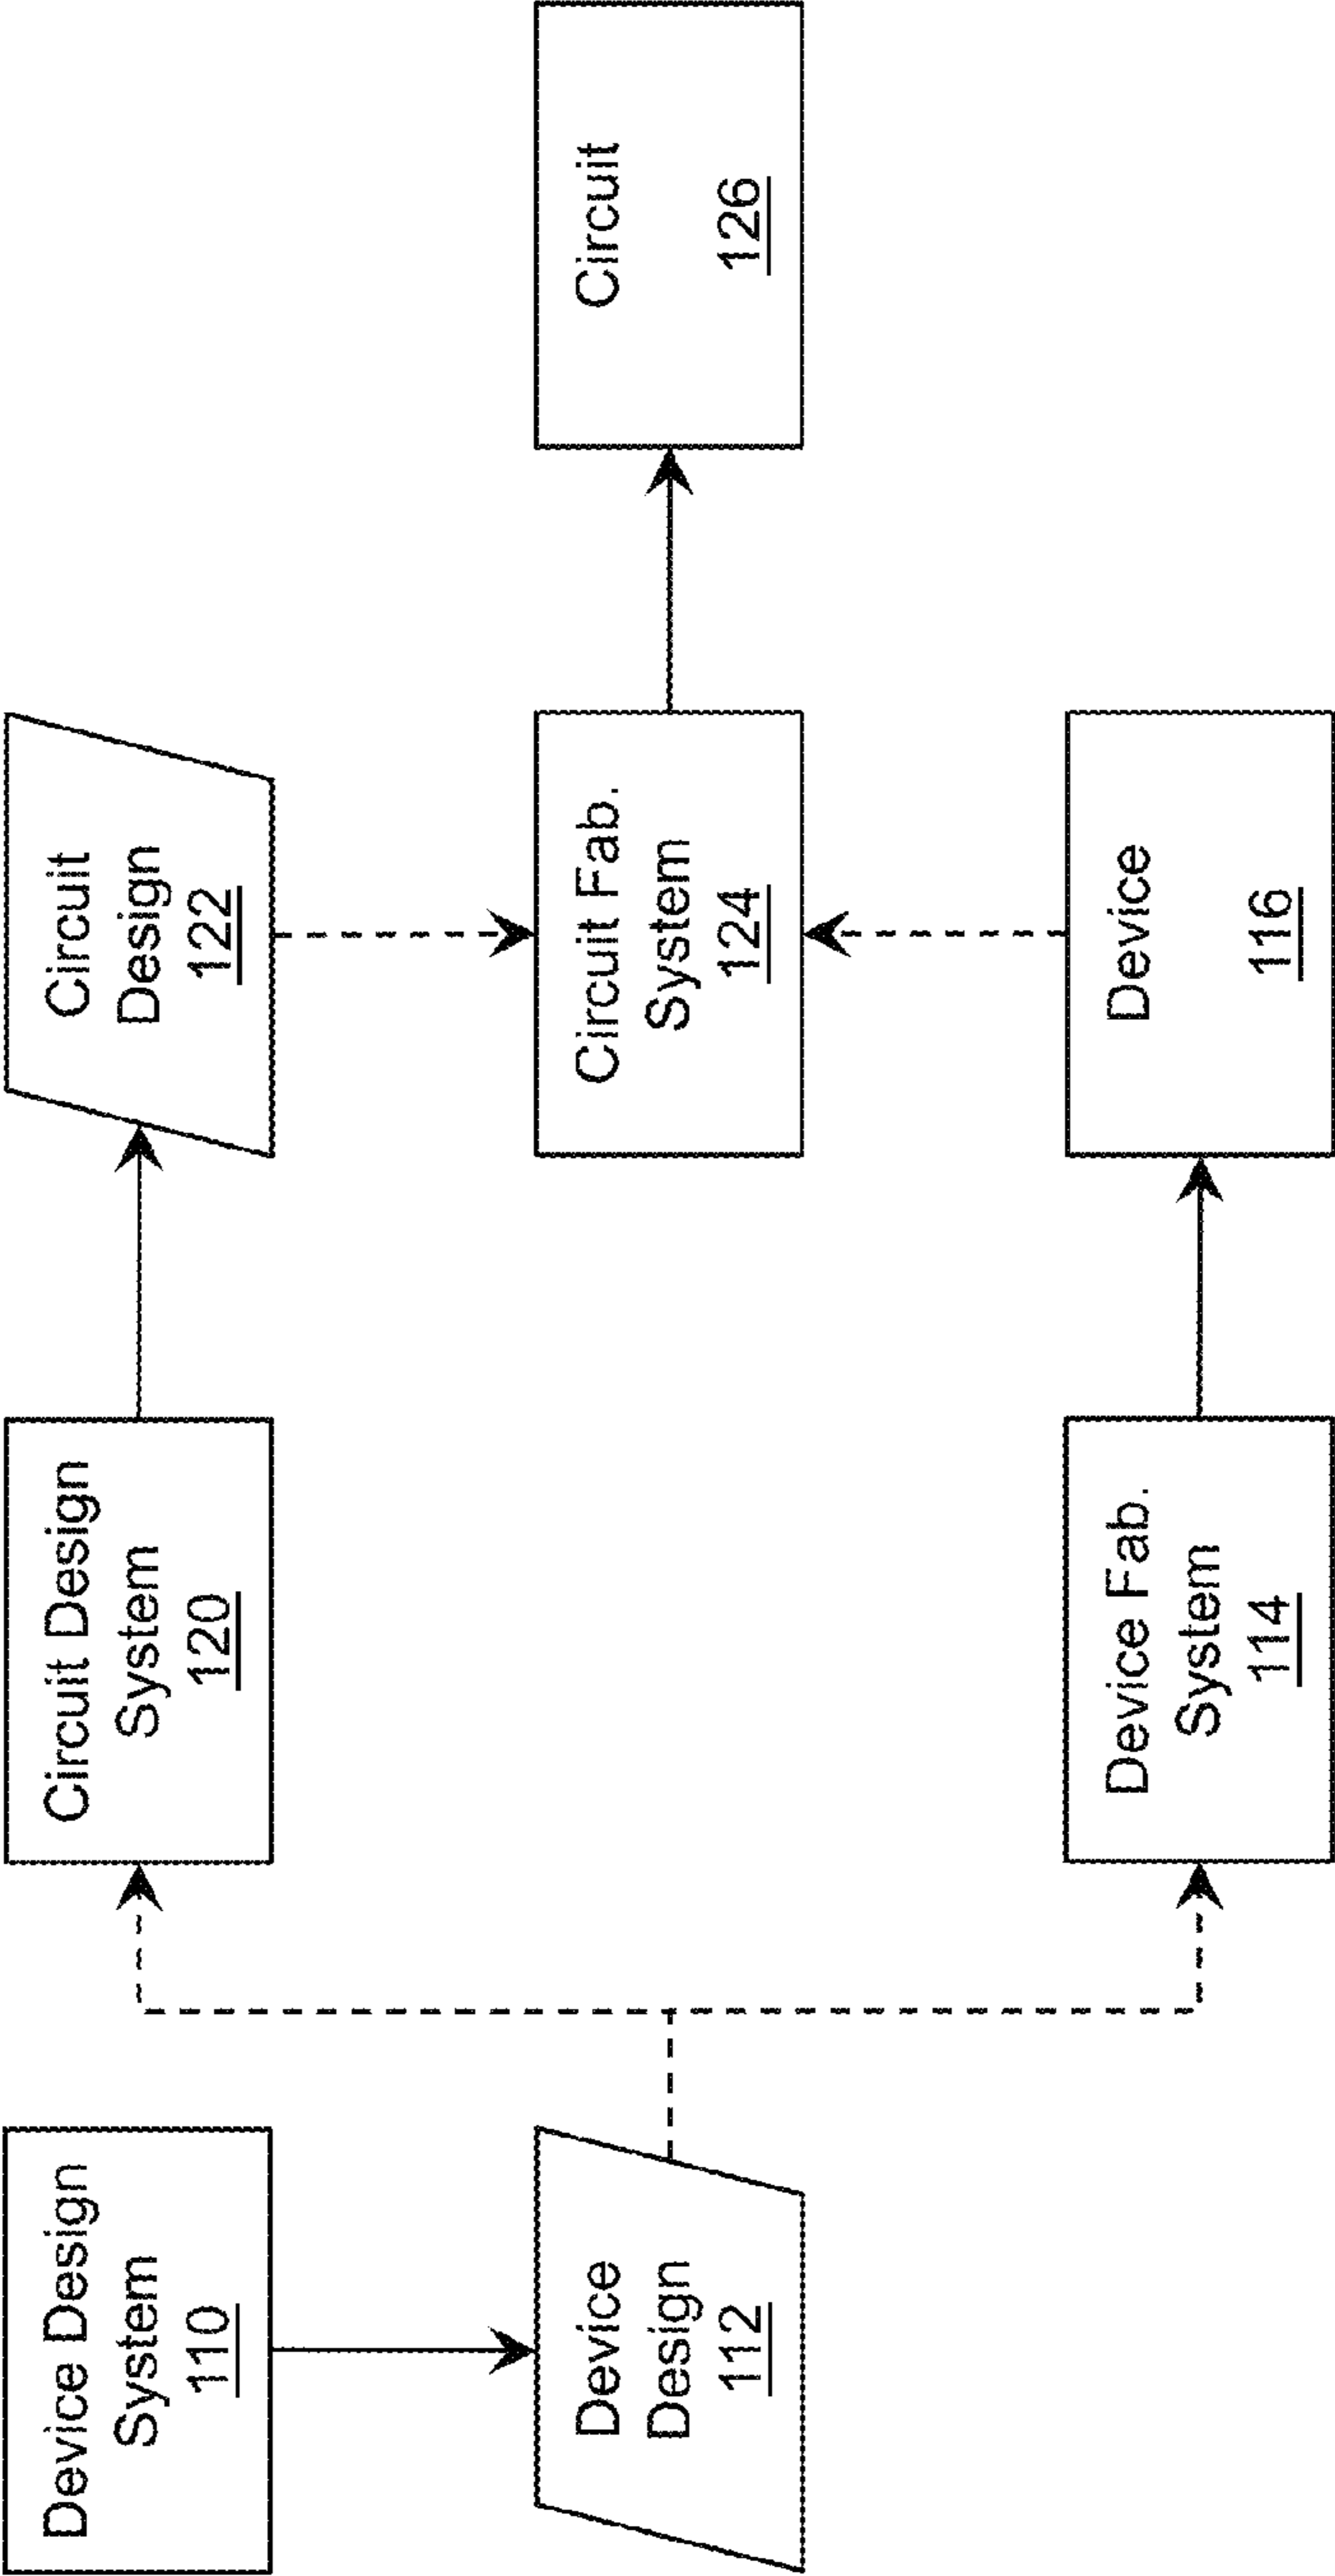 Device Design
System
110
Device
Design
112
Circuit Design
System
120
Device Fab.
System
114
Circuit
Design
122
Circuit Fab.
System
124
Device
116
Circuit
126